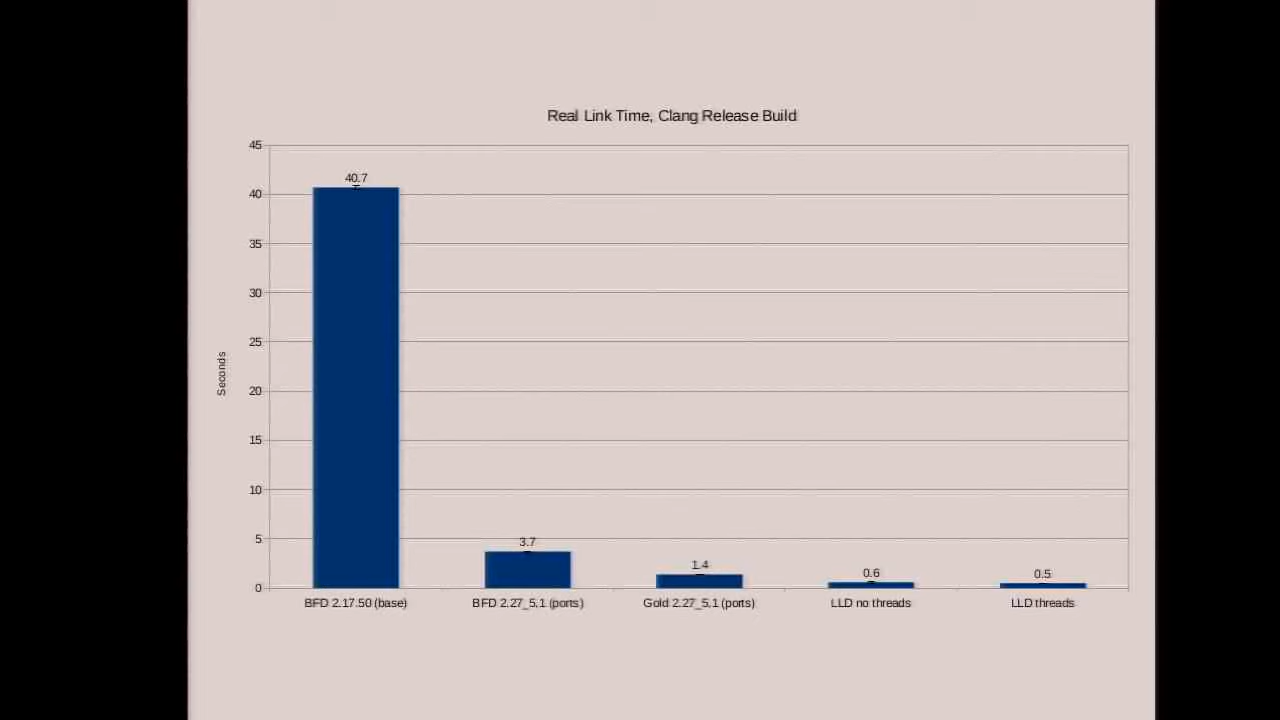 Real Link Time, Clang Release Build
45
40.7
40
35
30
25
Seconds
20
15
10
5
3.7
1.4
0.6
0.5
0
BFD 2.17.50 (base)
BFD 2.27_5,1 (ports)
Gold 2.27_5,1 (ports)
LLD no threads
LLD threads